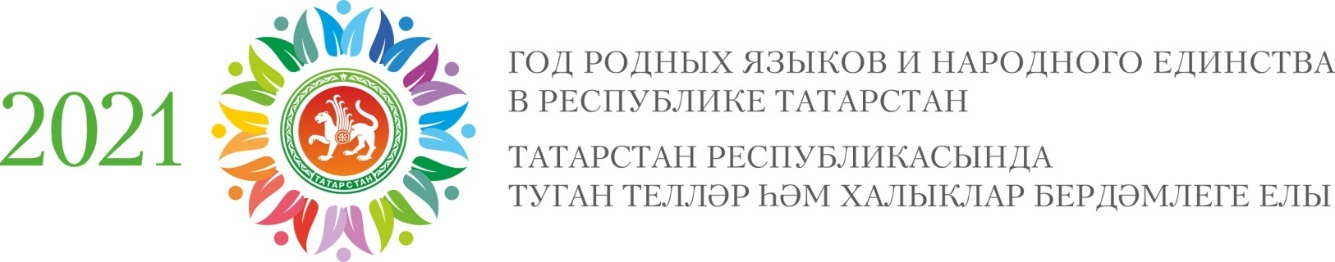 2021
ТАТАРСТАН
ГОД РОДНЫХ ЯЗЫКОВ И НАРОДНОГО ЕДИНСТВА
В РЕСПУБЛИКЕ ТАТАРСТАН
ТАТАРСТАН РЕСПУБЛИКАСЫНДА
ТУГАН ТЕЛЛӘР ҺӘМ ХАЛЫКЛАР БЕРДӘМЛЕГЕ ЕЛЫ